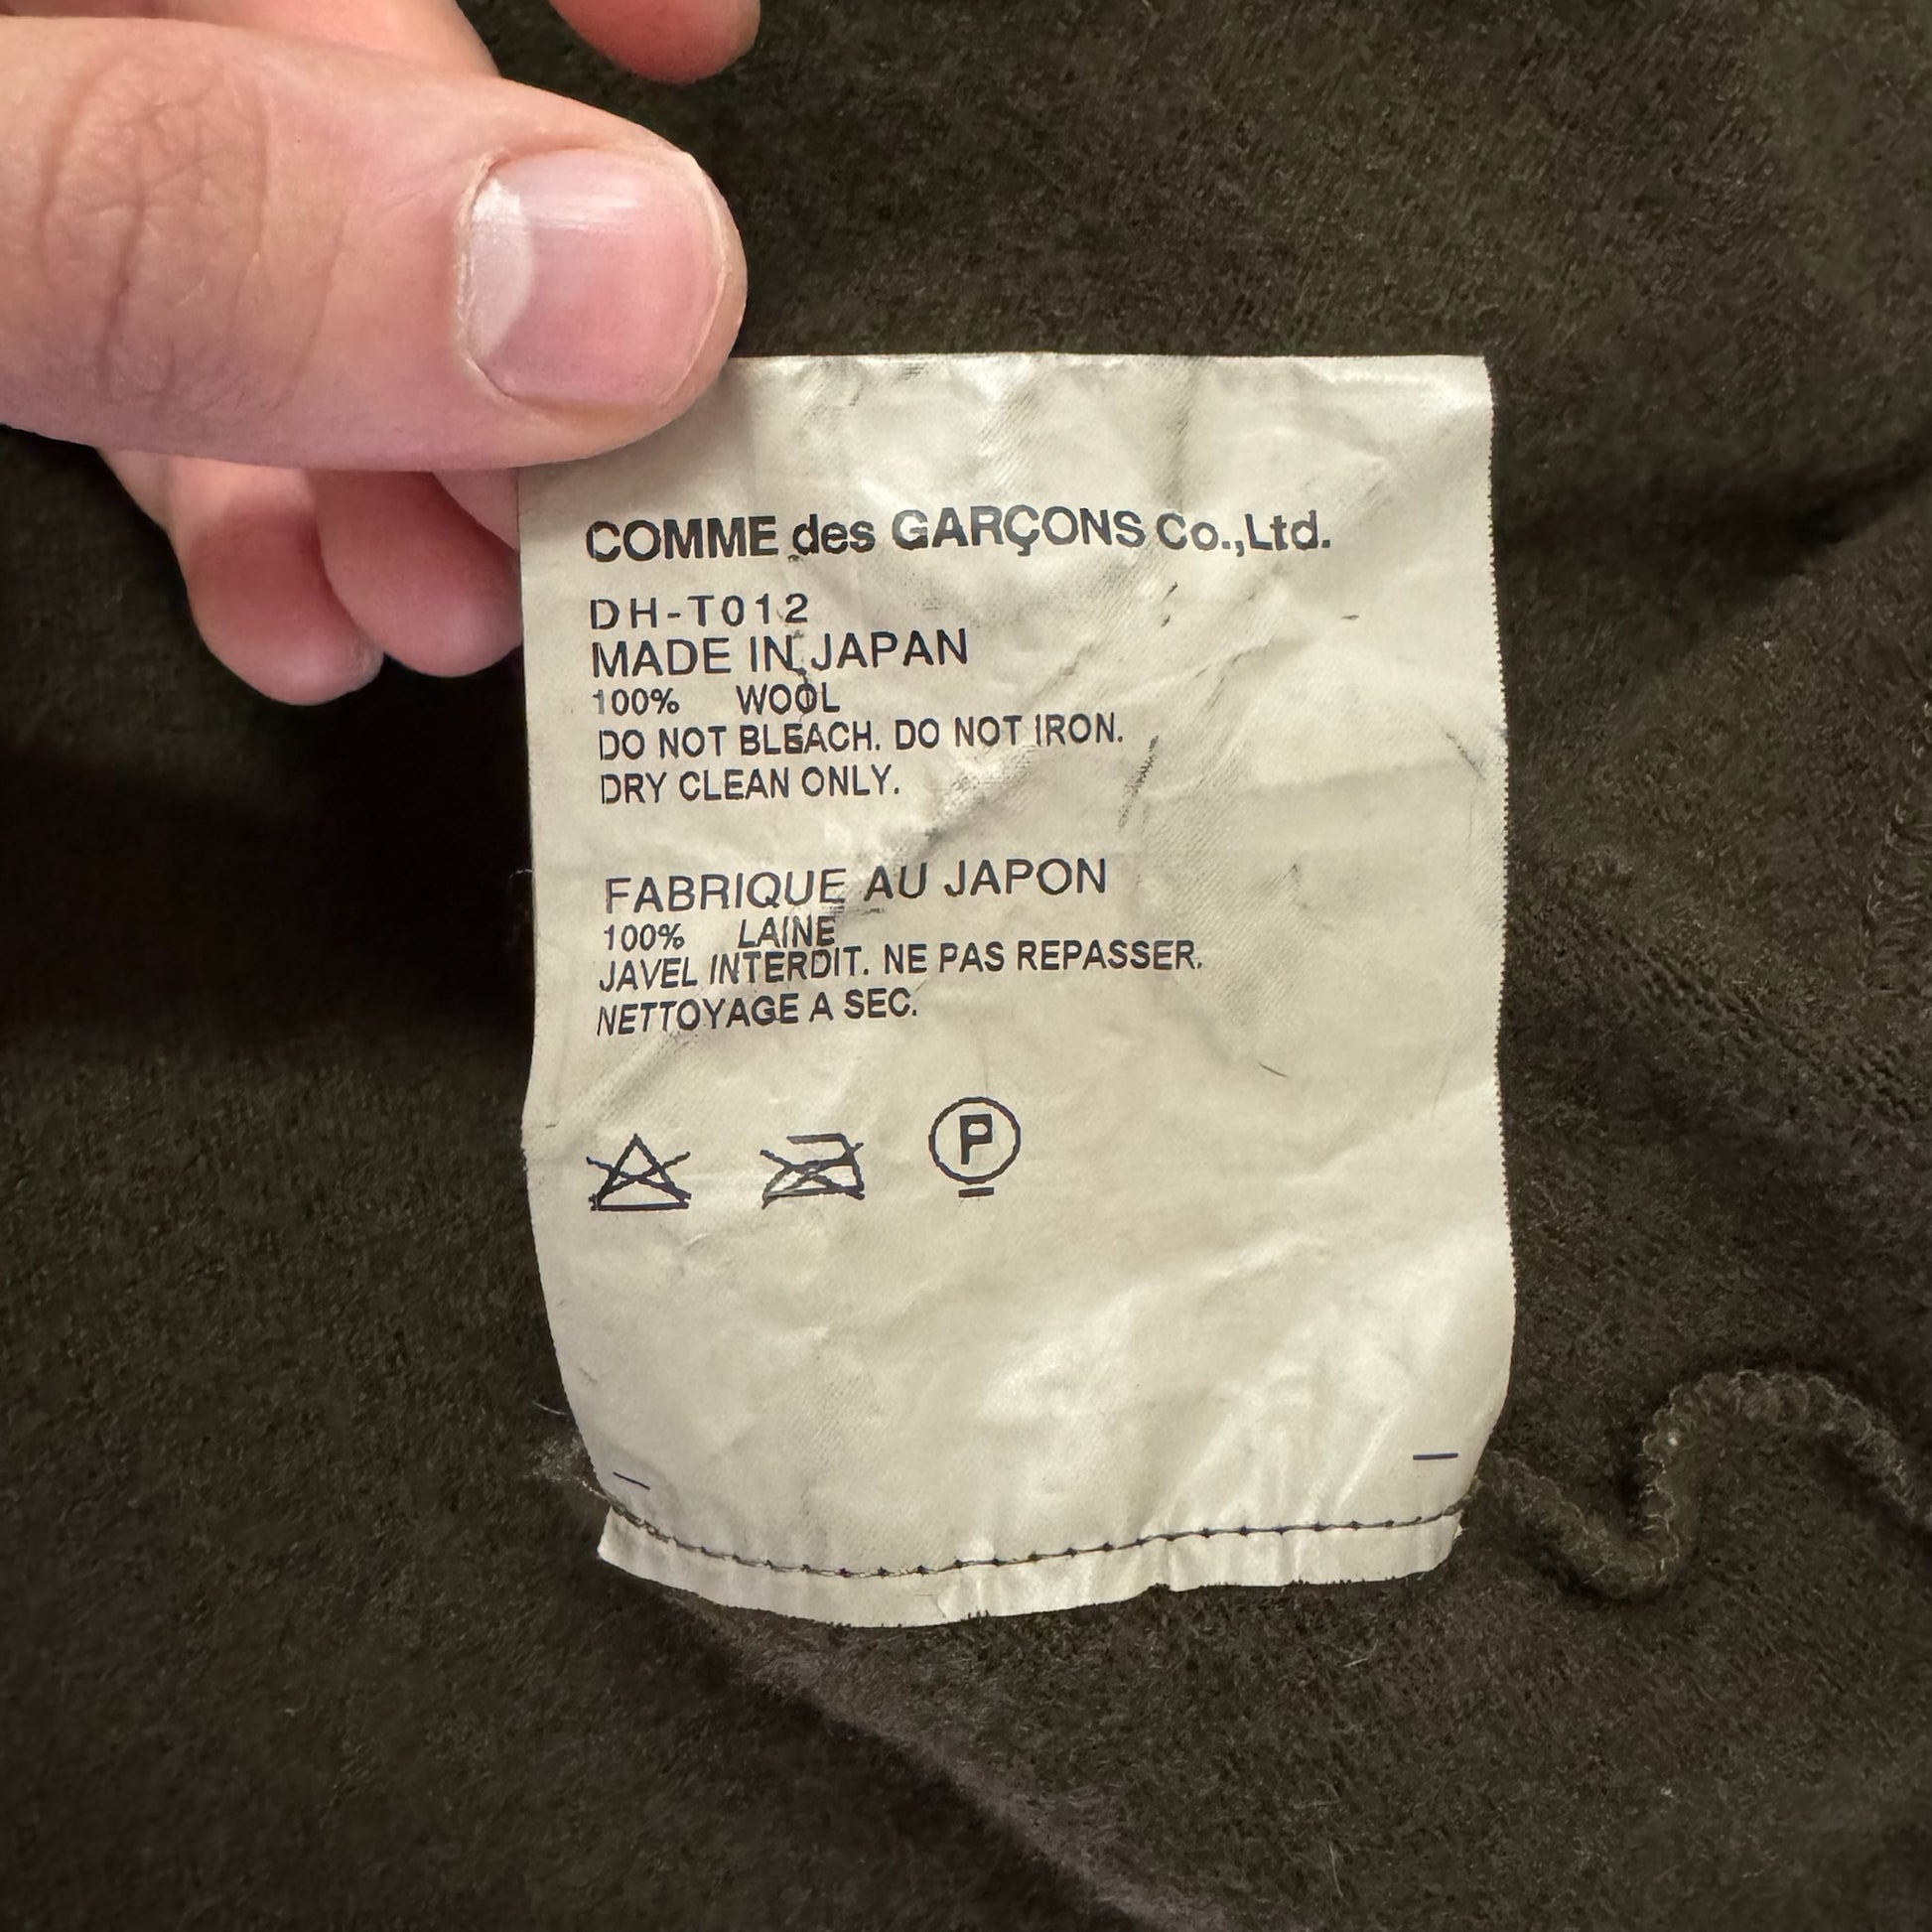 COMME des GARÇONS Co.,Ltd.
DH-T012
MADE IN JAPAN
100% WOOL
DO NOT BLEACH. DO NOT IRON.
DRY CLEAN ONLY.
FABRIQUE AU JAPON
100% LAINE
JAVEL INTERDIT. NE PAS REPASSER.
NETTOYAGE A SEC.
P